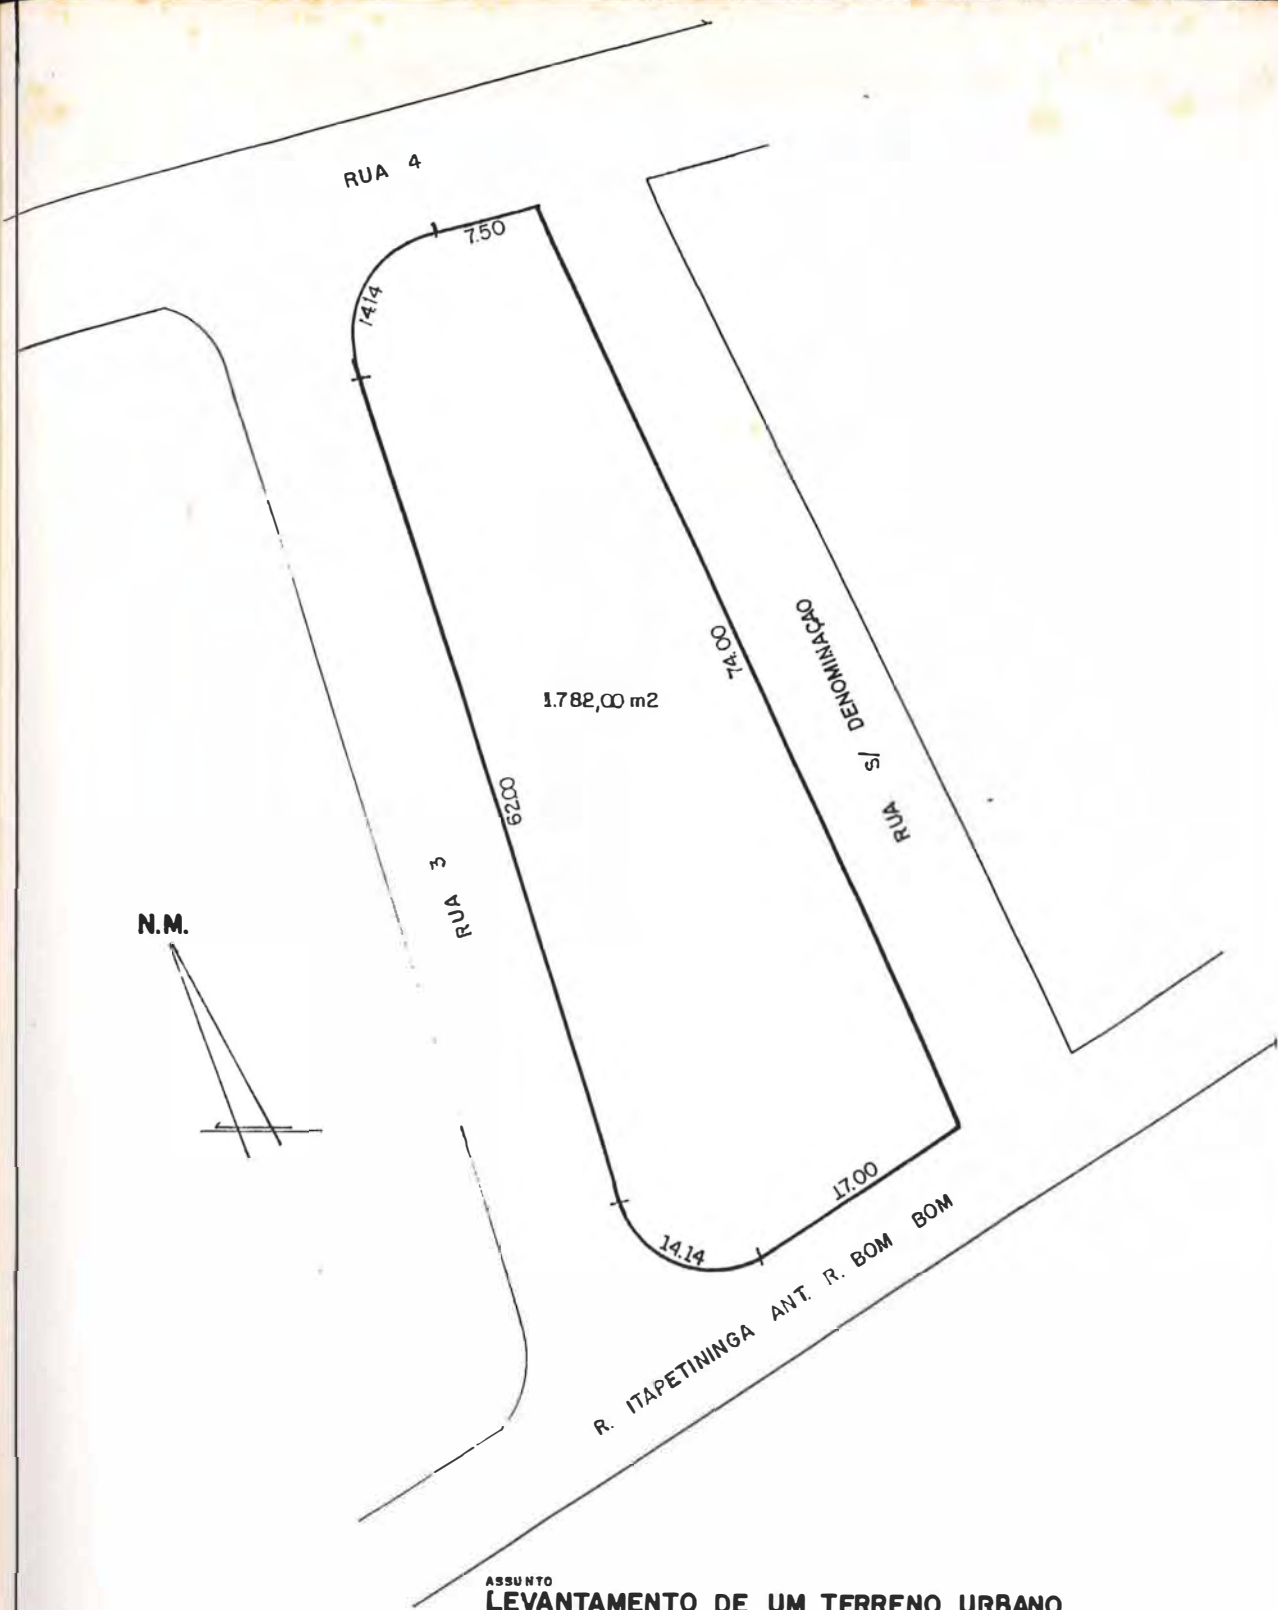 RUA 4
7.50
14.14
74.00
RUA S/ DENOMINAÇAO
1.782,00 m2
62.00
RUA 3
N.M.
17.00
14.14
R. ITAPETININGA ANT. R. BOM BOM
ASSUNTO
LEVANTAMENTO DE UM TERRENO URBANO